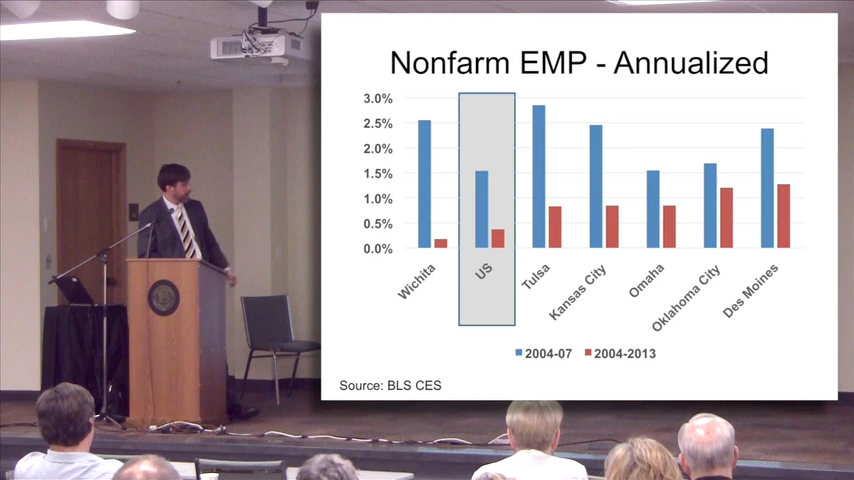 Nonfarm EMP - Annualized
3.0%
2.5%
2.0%
1.5%
1.0%
0.5%
0.0%
Wichita
US
Tulsa
Kansas City
Omaha
Oklahoma City
Des Moines
2004-07 2004-2013
Source: BLS CES